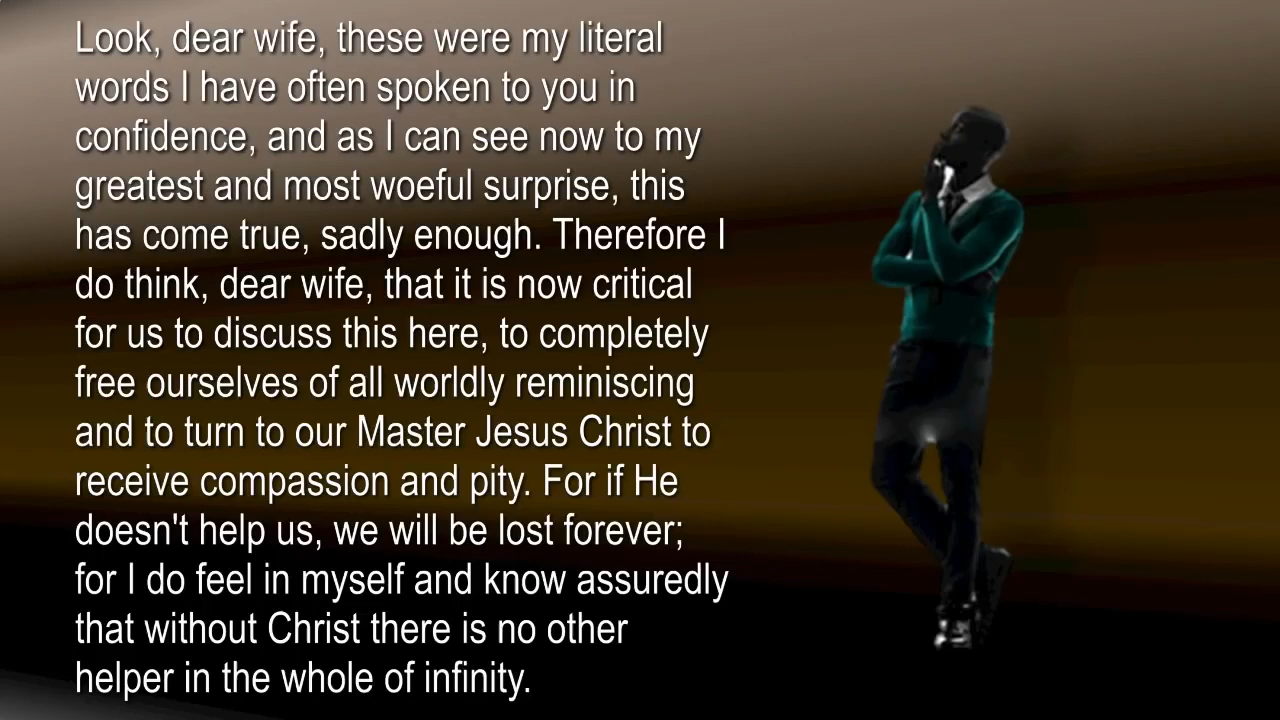 Look, dear wife, these were my literal
words I have often spoken to you in
confidence, and as I can see now to my
greatest and most woeful surprise, this
has come true, sadly enough. Therefore I
do think, dear wife, that it is now critical
for us to discuss this here, to completely
free ourselves of all worldly reminiscing
and to turn to our Master Jesus Christ to
receive compassion and pity. For if He
doesn't help us, we will be lost forever;
for I do feel in myself and know assuredly
that without Christ there is no other
helper in the whole of infinity.